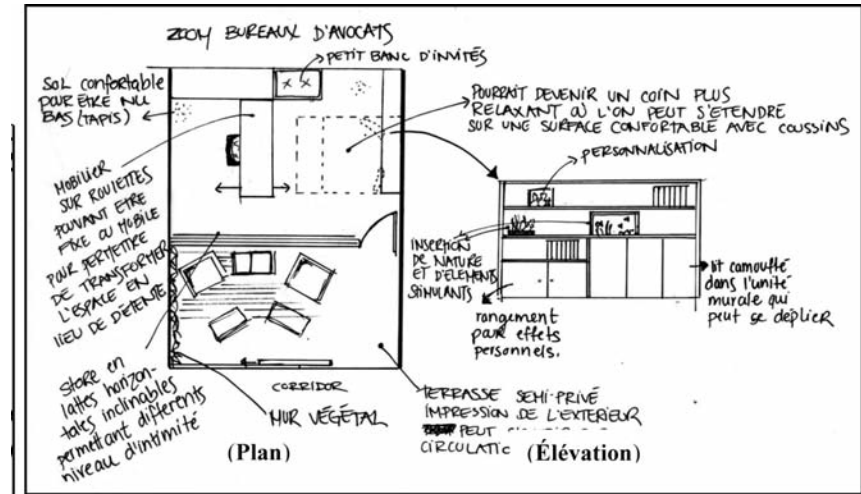 ZOOM BUREAUX D'AVOCATS
PETIT BANC D'INVITÉS
SOL confortable
POUR ÊTRE NU
BAS (TAPIS)
POURRAIT DEVENIR UN COIN PLUS
RELAXANT OÙ L'ON PEUT S'ÉTENDRE
SUR UNE SURFACE CONFORTABLE AVEC COUSSINS
PERSONNALISATION
MOBILIER
SUR ROULETTES
POUVANT ETRE
FIXE OU MOBILE
POUR PERMETTRE
DE TRANSFORMER
L'ESPACE EN
LIEU DE DÉTENTE
INSERTION
DE NATURE
ET D'ÉLÉMENTS
STIMULANTS
lit camouflé
dans l'unité
murale qui
peut se déplier
rangement
pour effets
personnels.
store en
lattes horizon-
tales inclinables
permettant différents
niveau d'intimité
CORRIDOR
MUR VÉGÉTAL
TERRASSE SEMI-PRIVÉ
IMPRESSION DE L'EXTÉRIEUR
PEUT
CIRCULATIC
(Plan)
(Élévation)